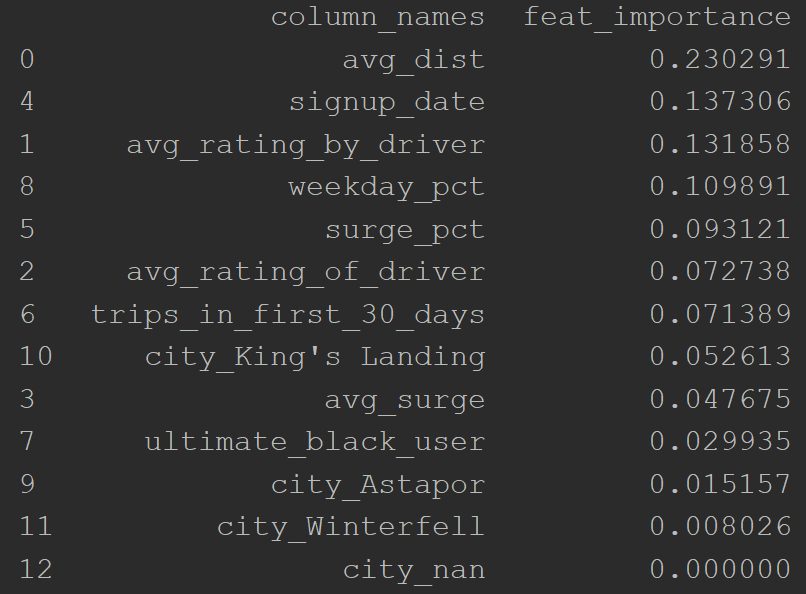 column_names feat_importance
0 avg_dist 0.230291
4 signup_date 0.137306
1 avg_rating_by_driver 0.131858
8 weekday_pct 0.109891
5 surge_pct 0.093121
2 avg_rating_of_driver 0.072738
6 trips_in_first_30_days 0.071389
10 city_King's Landing 0.052613
3 avg_surge 0.047675
7 ultimate_black_user 0.029935
9 city_Astapor 0.015157
11 city_Winterfell 0.008026
12 city_nan 0.000000